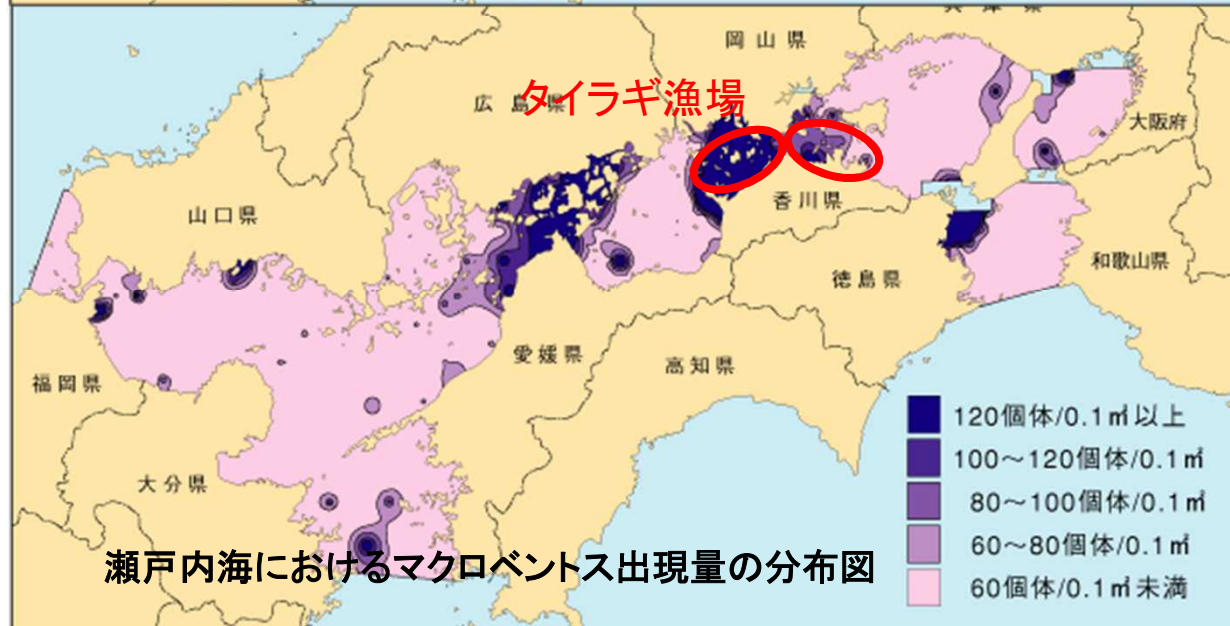 兵庫県
岡山県
タイラギ漁場
広島県
大阪府
香川県
山口県
和歌山県
徳島県
愛媛県
高知県
福岡県
大分県
120個体/0.1㎡以上
100～120個体/0.1㎡
80～100個体/0.1㎡
60～80個体/0.1㎡
60個体/0.1㎡未満
瀬戸内海におけるマクロベントス出現量の分布図